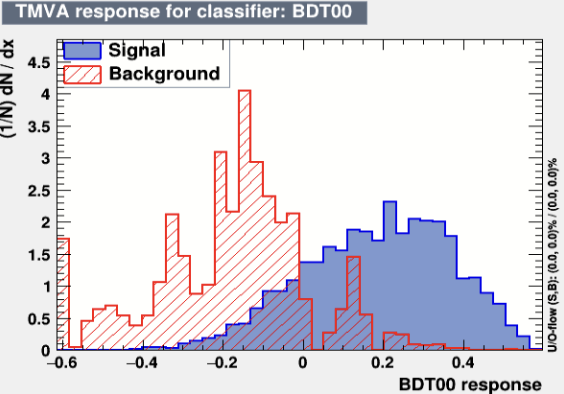 TMVA response for classifier: BDT00
(1/N) dN / dx
Signal
Background
4.5
4
3.5
3
2.5
2
1.5
1
0.5
0
−0.6 −0.4 −0.2 0 0.2 0.4
BDT00 response
U/O-flow (S,B): (0.0, 0.0)% / (0.0, 0.0)%